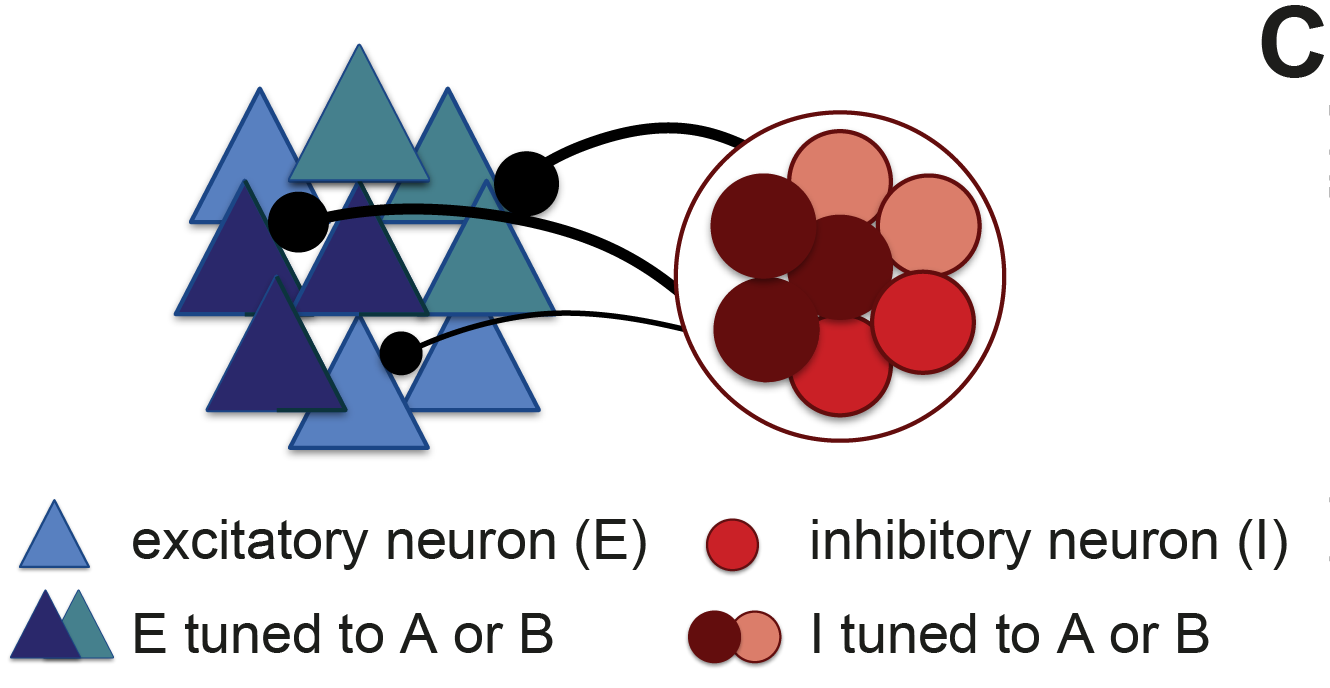 C
excitatory neuron (E)
inhibitory neuron (I)
E tuned to A or B
I tuned to A or B